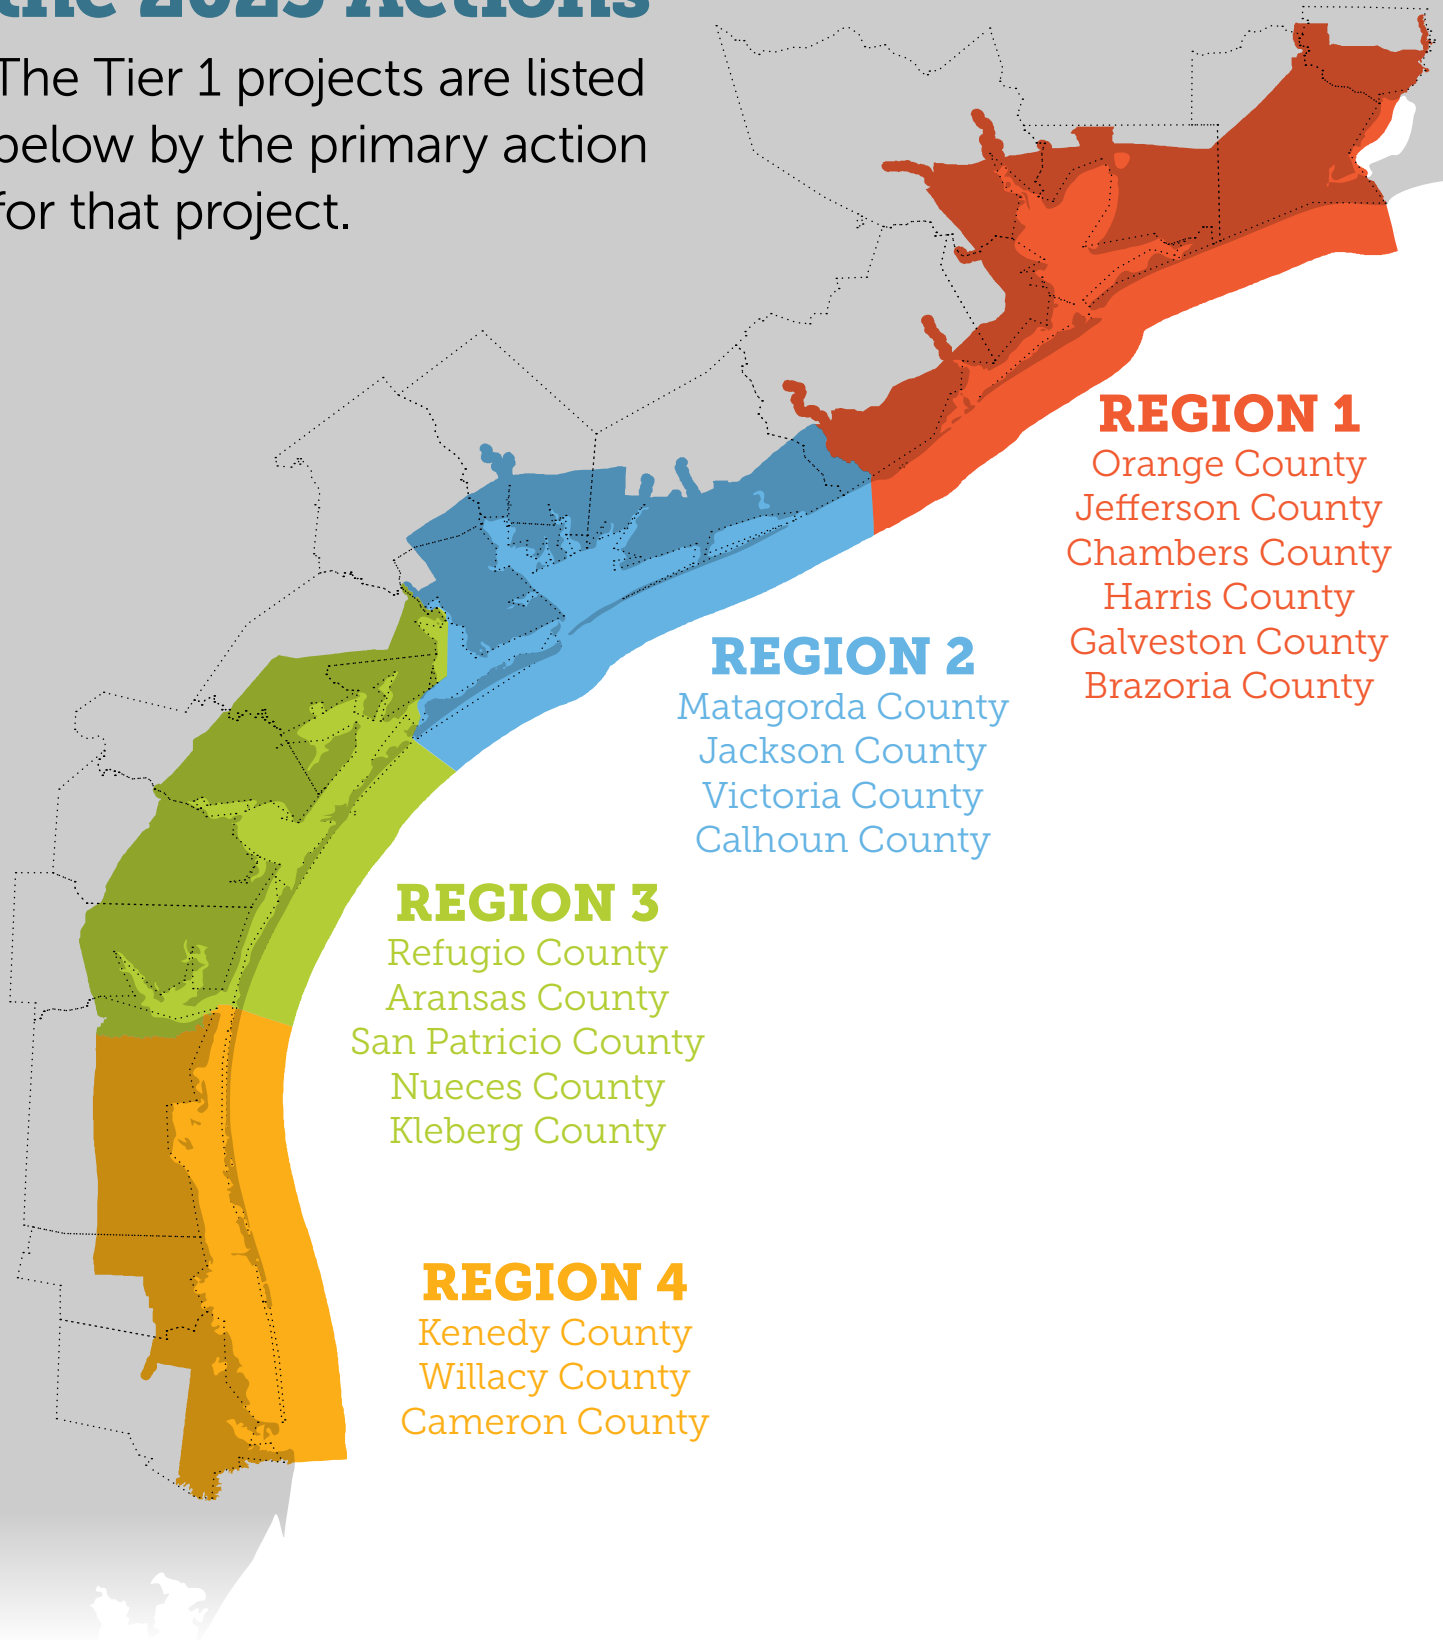 the 2023 Actions
The Tier 1 projects are listed
below by the primary action
for that project.
REGION 1
Orange County
Jefferson County
Chambers County
Harris County
Galveston County
Brazoria County
REGION 2
Matagorda County
Jackson County
Victoria County
Calhoun County
REGION 3
Refugio County
Aransas County
San Patricio County
Nueces County
Kleberg County
REGION 4
Kenedy County
Willacy County
Cameron County